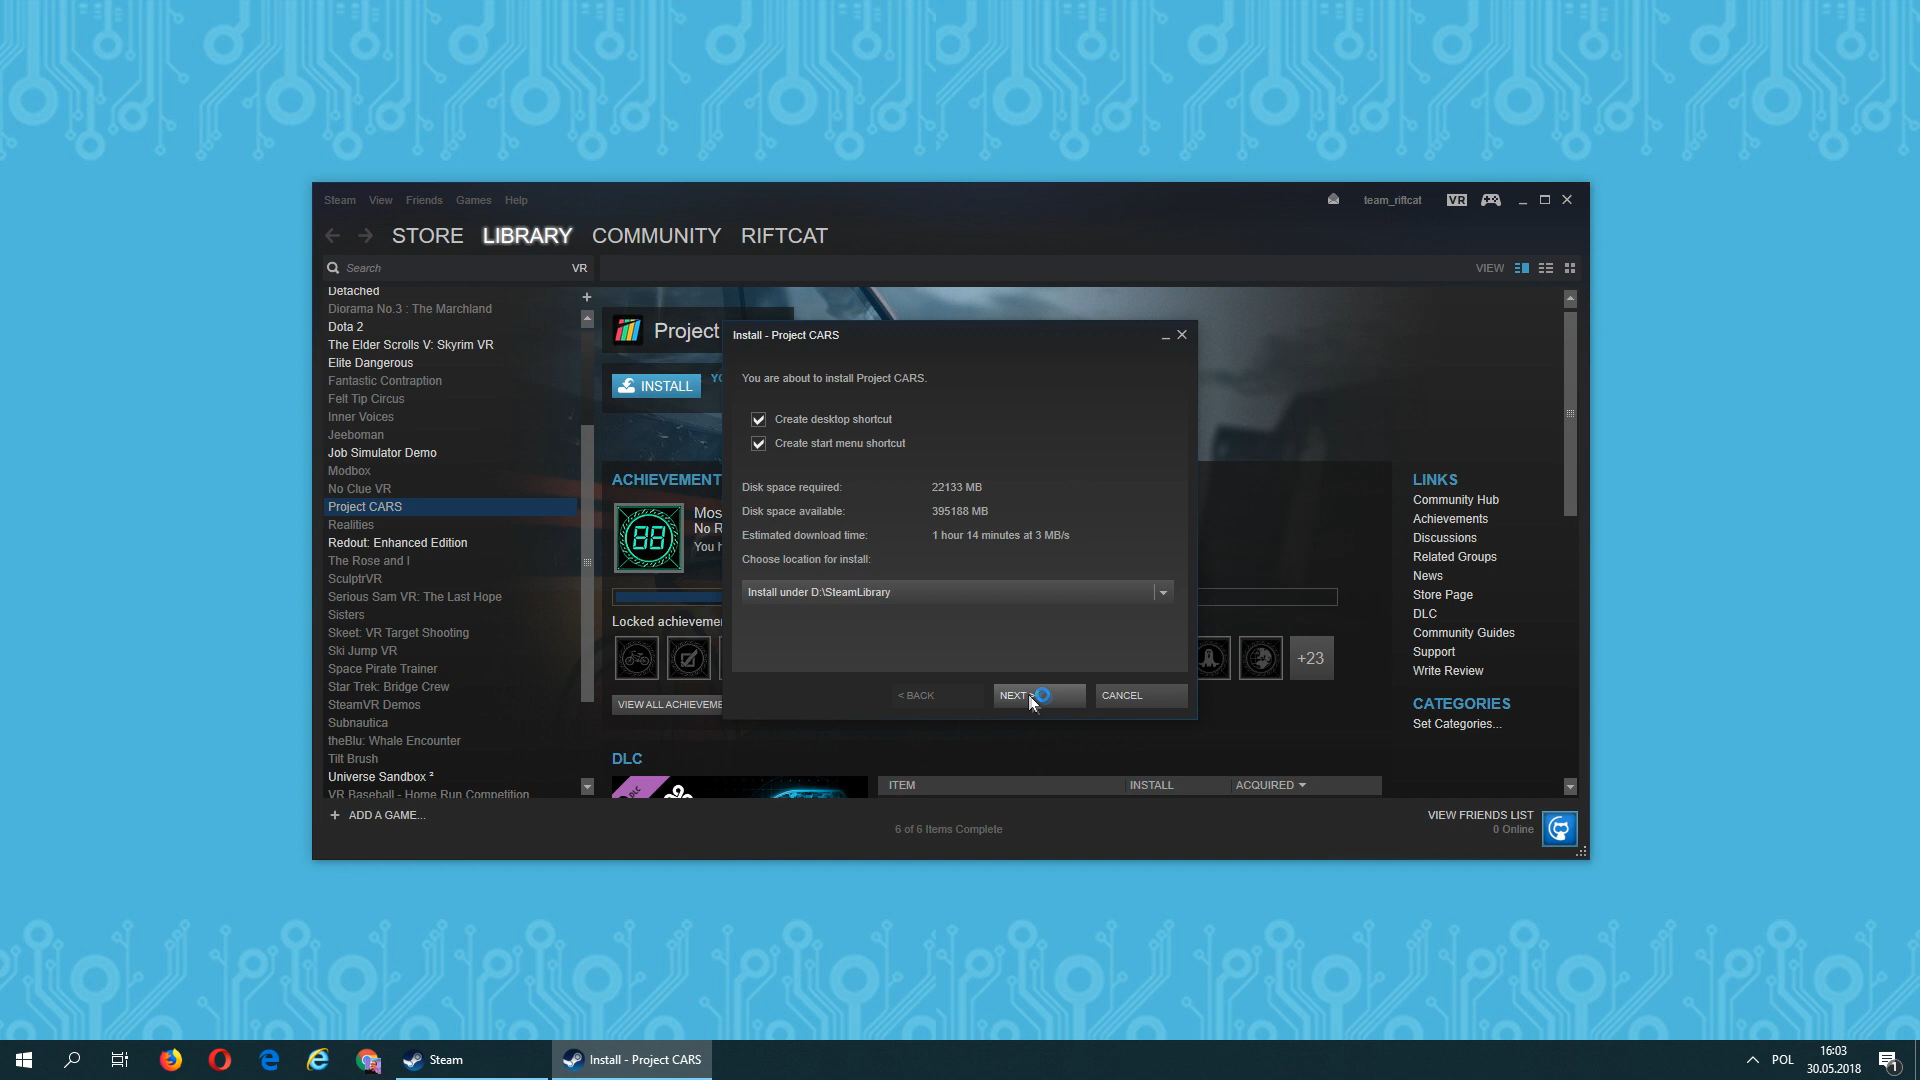 Steam View Friends Games Help
team_riftcat VR
STORE LIBRARY COMMUNITY RIFTCAT
Search VR
VIEW
Detached
Diorama No.3 : The Marchland
Dota 2
The Elder Scrolls V: Skyrim VR
Elite Dangerous
Fantastic Contraption
Felt Tip Circus
Inner Voices
Jeeboman
Job Simulator Demo
Modbox
No Clue VR
Project CARS
Realities
Redout: Enhanced Edition
The Rose and I
SculptrVR
Serious Sam VR: The Last Hope
Sisters
Skeet: VR Target Shooting
Ski Jump VR
Space Pirate Trainer
Star Trek: Bridge Crew
SteamVR Demos
Subnautica
theBlu: Whale Encounter
Tilt Brush
Universe Sandbox ²
VR Baseball - Home Run Competition
+ ADD A GAME...
Project
INSTALL
ACHIEVEMENT
88
Mos
No R
You h
Locked achieveme
+23
VIEW ALL ACHIEVEME
DLC
DLC
ITEM INSTALL ACQUIRED
Install - Project CARS
You are about to install Project CARS.
Create desktop shortcut
Create start menu shortcut
Disk space required: 22133 MB
Disk space available: 395188 MB
Estimated download time: 1 hour 14 minutes at 3 MB/s
Choose location for install:
Install under D:\SteamLibrary
< BACK NEXT CANCEL
LINKS
Community Hub
Achievements
Discussions
Related Groups
News
Store Page
DLC
Community Guides
Support
Write Review
CATEGORIES
Set Categories...
6 of 6 Items Complete
VIEW FRIENDS LIST
0 Online
Steam
Install - Project CARS
POL
16:03
30.05.2018
1